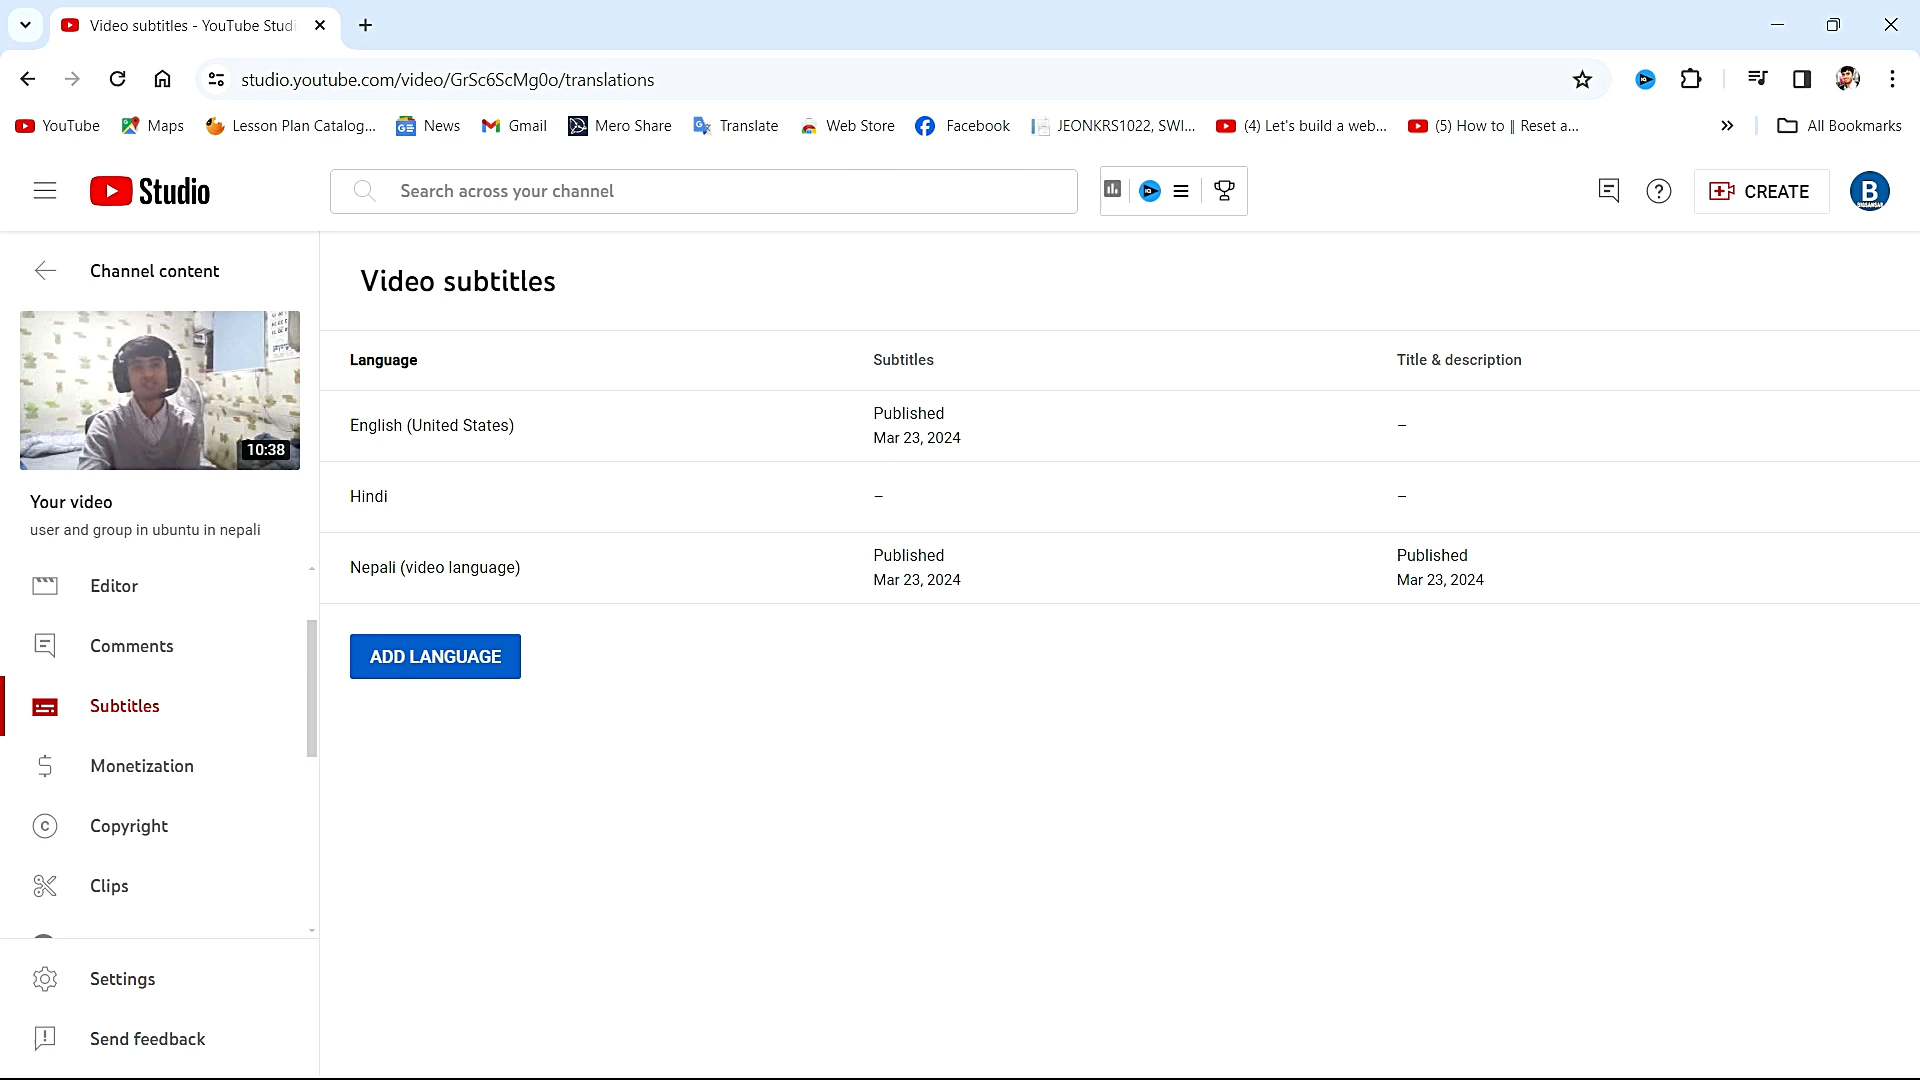 Video subtitles - YouTube Studi
studio.youtube.com/video/GrSc6ScMg0o/translations
YouTube
Maps
Lesson Plan Catalog...
News
Gmail
Mero Share
Translate
Web Store
Facebook
JEONKRS1022, SWI...
(4) Let's build a web...
(5) How to || Reset a...
All Bookmarks
Studio
Search across your channel
CREATE
B
Channel content
10:38
Your video
user and group in ubuntu in nepali
Editor
Comments
Subtitles
Monetization
Copyright
Clips
Settings
Send feedback
Video subtitles
Language Subtitles Title & description
English (United States) Published Mar 23, 2024 –
Hindi – –
Nepali (video language) Published Mar 23, 2024 Published Mar 23, 2024
ADD LANGUAGE